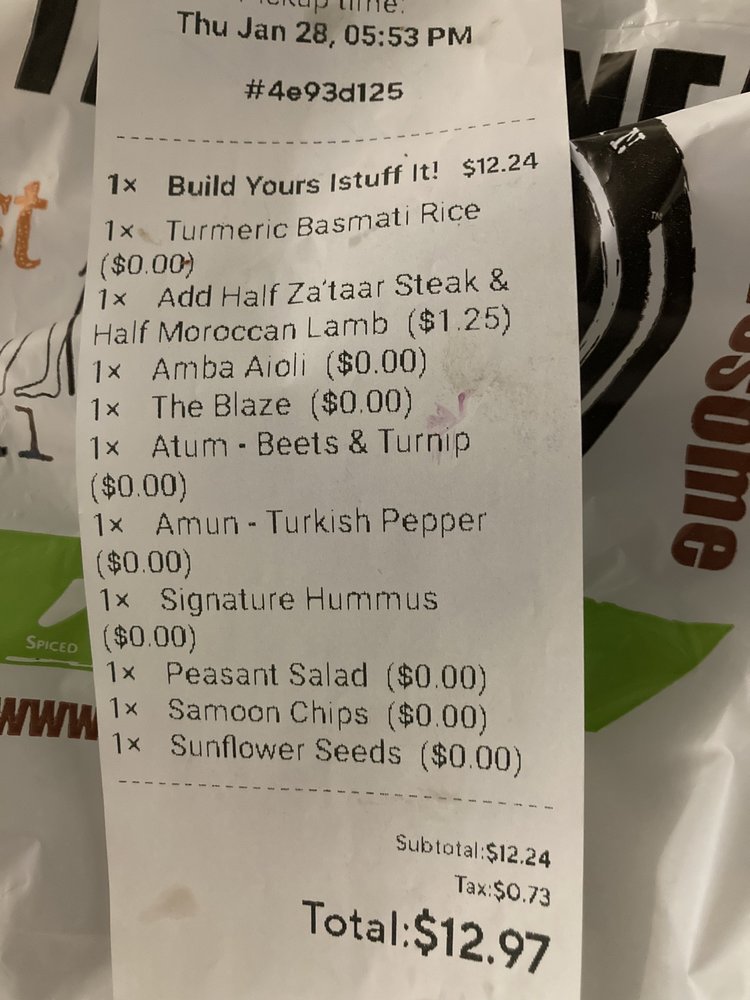 Pickup time:
Thu Jan 28, 05:53 PM
#4e93d125
1x Build Yours Istuff It! $12.24
1x Turmeric Basmati Rice
($0.00)
1x Add Half Za'taar Steak &
Half Moroccan Lamb ($1.25)
1x Amba Aioli ($0.00)
1x The Blaze ($0.00)
1x Atum - Beets & Turnip
($0.00)
1x Amun - Turkish Pepper
($0.00)
1x Signature Hummus
($0.00)
1x Peasant Salad ($0.00)
1x Samoon Chips ($0.00)
1x Sunflower Seeds ($0.00)
Subtotal:$12.24
Tax:$0.73
Total:$12.97
SPICED
www